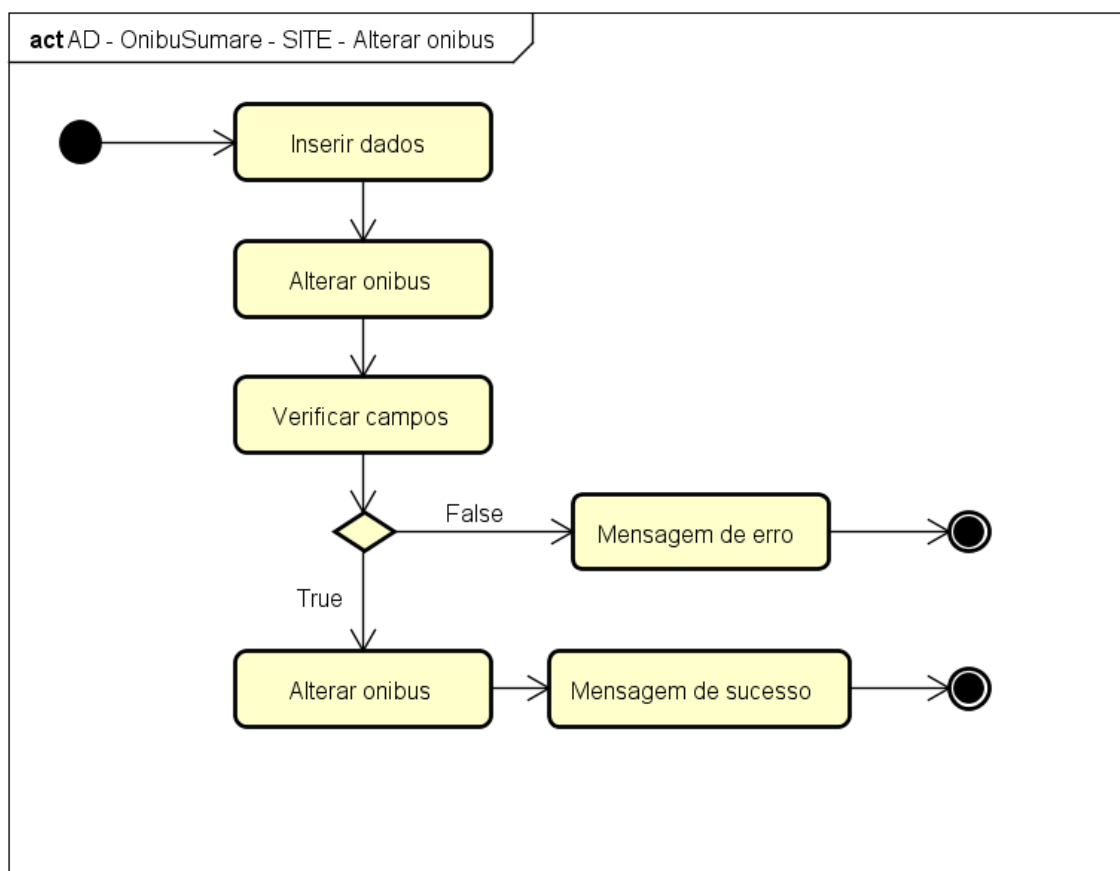 act AD - OnibuSumare - SITE - Alterar onibus
Inserir dados
Alterar onibus
Verificar campos
False
Mensagem de erro
True
Alterar onibus
Mensagem de sucesso